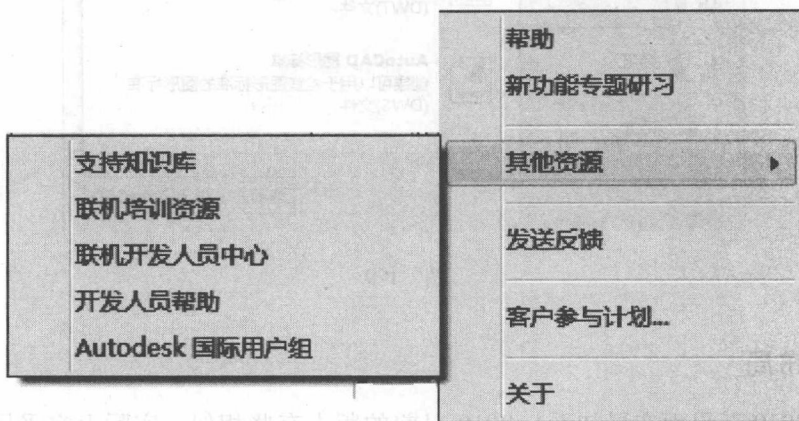 帮助
新功能专题研习
其他资源
支持知识库
联机培训资源
联机开发人员中心
开发人员帮助
Autodesk 国际用户组
发送反馈
客户参与计划...
关于